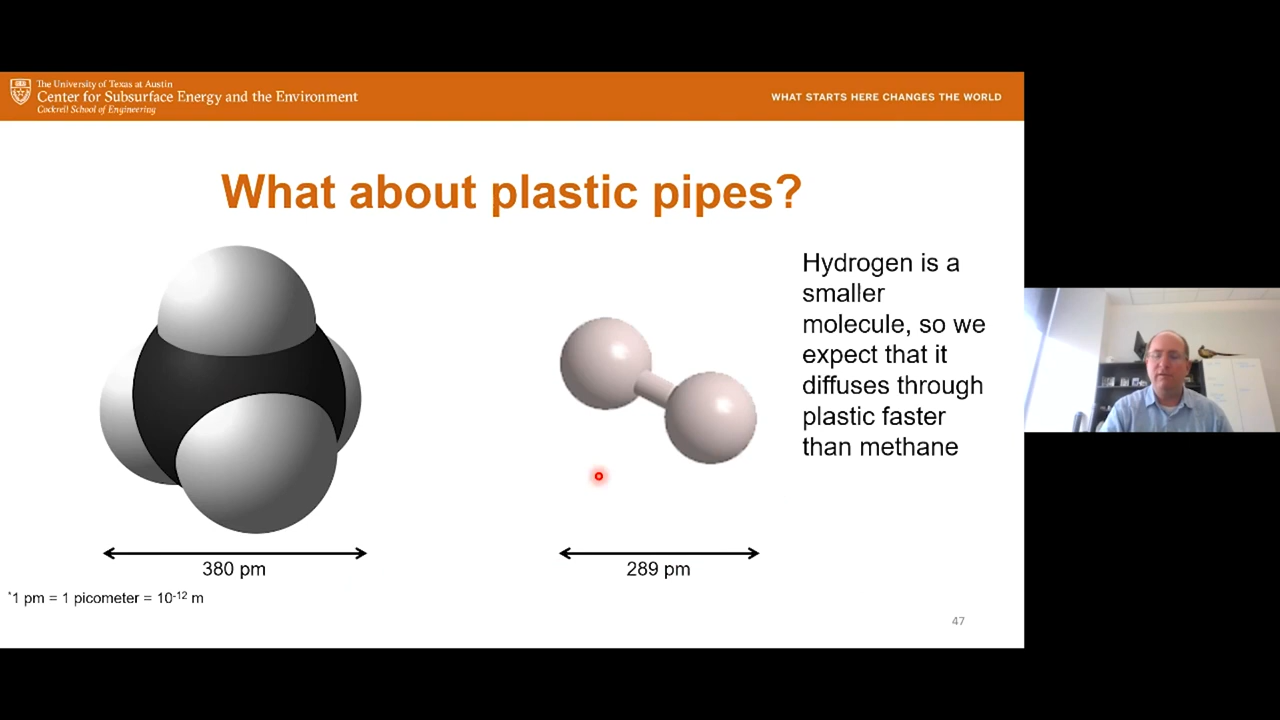 The University of Texas at Austin
Center for Subsurface Energy and the Environment
Cockrell School of Engineering
WHAT STARTS HERE CHANGES THE WORLD
What about plastic pipes?
Hydrogen is a
smaller
molecule, so we
expect that it
diffuses through
plastic faster
than methane
380 pm
289 pm
*1 pm = 1 picometer = 10⁻¹² m
47